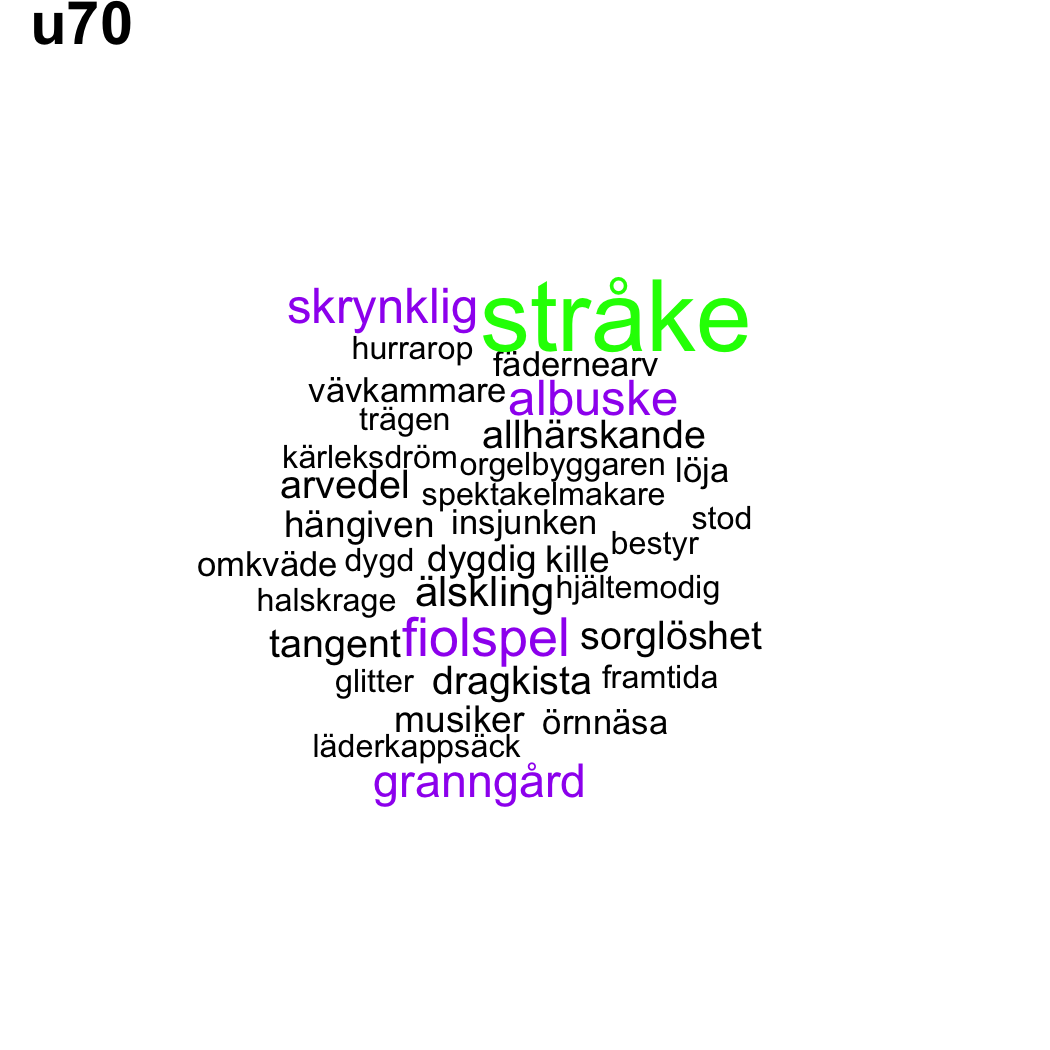 u70
skrynklig stråke
hurrarop fädernearv
vävkammare albuske
trägen allhärskande
kärleksdröm orgelbyggaren löja
arvedel spektakelmakare
hängiven insjunken stod
omkväde dygd dygdig kille bestyr
halskrage älskling hjältemodig
tangent fiolspel sorglöshet
glitter dragkista framtida
musiker örnnäsa
läderkappsäck
granngård